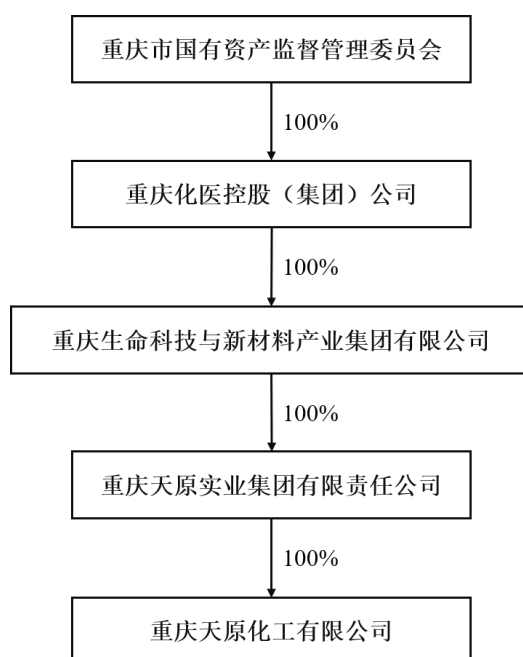 重庆市国有资产监督管理委员会
100%
重庆化医控股（集团）公司
100%
重庆生命科技与新材料产业集团有限公司
100%
重庆天原实业集团有限责任公司
100%
重庆天原化工有限公司